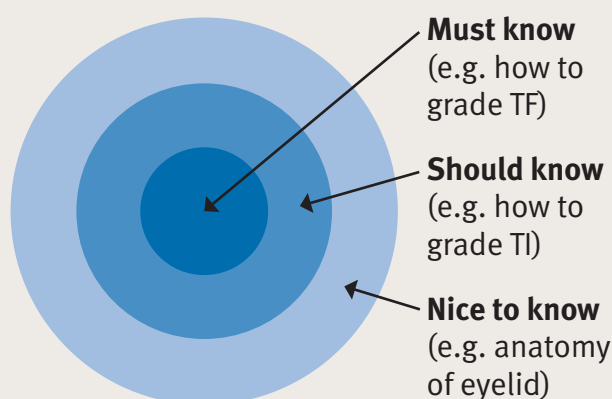 Must know
(e.g. how to
grade TF)
Should know
(e.g. how to
grade TI)
Nice to know
(e.g. anatomy
of eyelid)